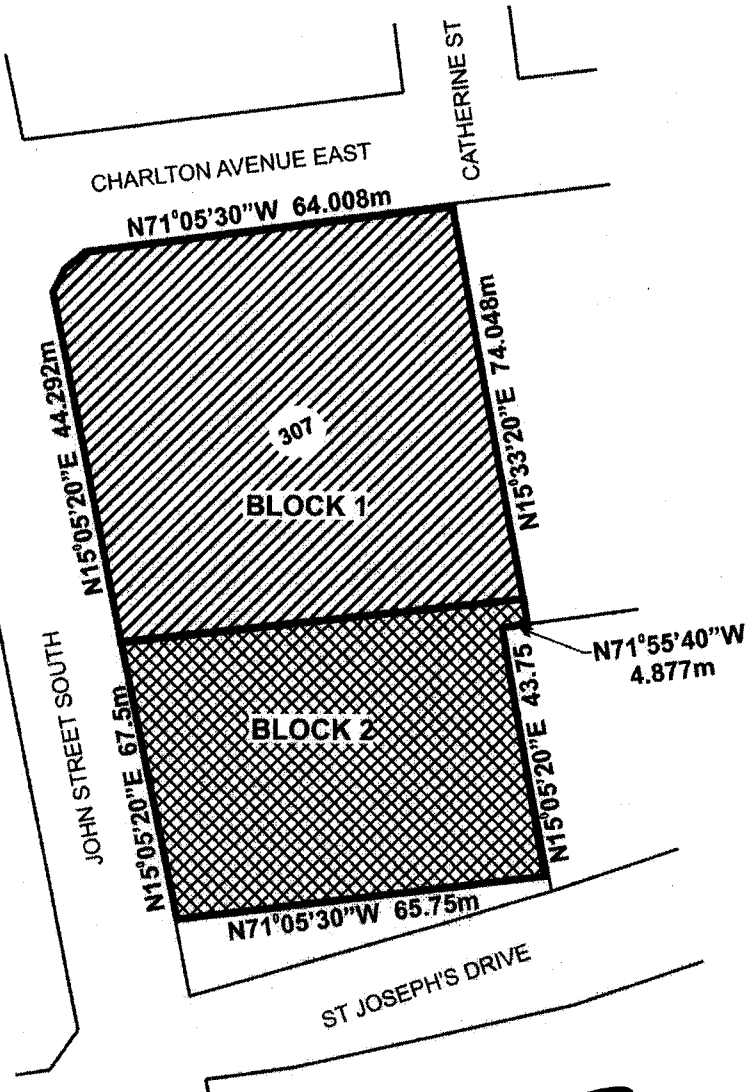 CATHERINE ST
CHARLTON AVENUE EAST
N71°05'30"W 64.008m
N15°05'20"E 44.292m
N15°33'20"E 74.048m
307
BLOCK 1
N71°55'40"W
4.877m
JOHN STREET SOUTH
N15°05'20"E 67.5m
BLOCK 2
N15°05'20"E 43.75
N71°05'30"W 65.75m
ST JOSEPH'S DRIVE